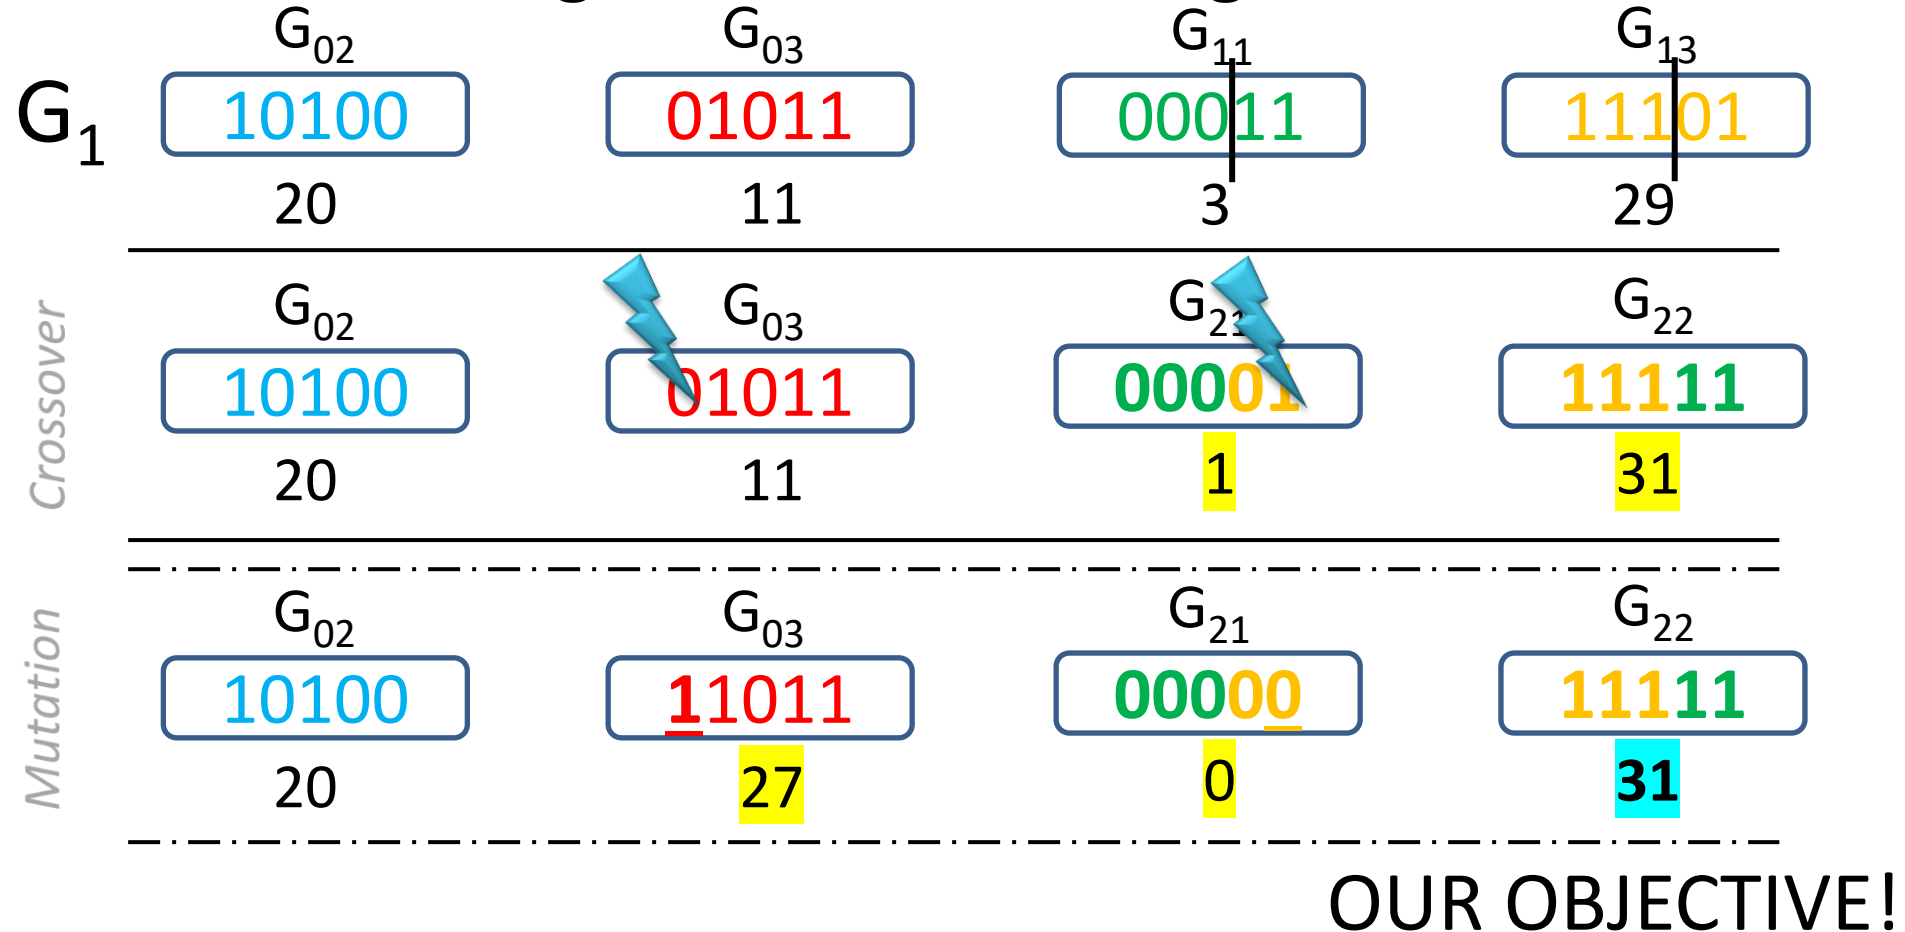 G02 G03 G11 G13
G1 10100 01011 00011 11101
20 11 3 29
Crossover
G02 G03 G21 G22
10100 01011 00001 11111
20 11 1 31
Mutation
G02 G03 G21 G22
10100 11011 00000 11111
20 27 0 31
OUR OBJECTIVE!